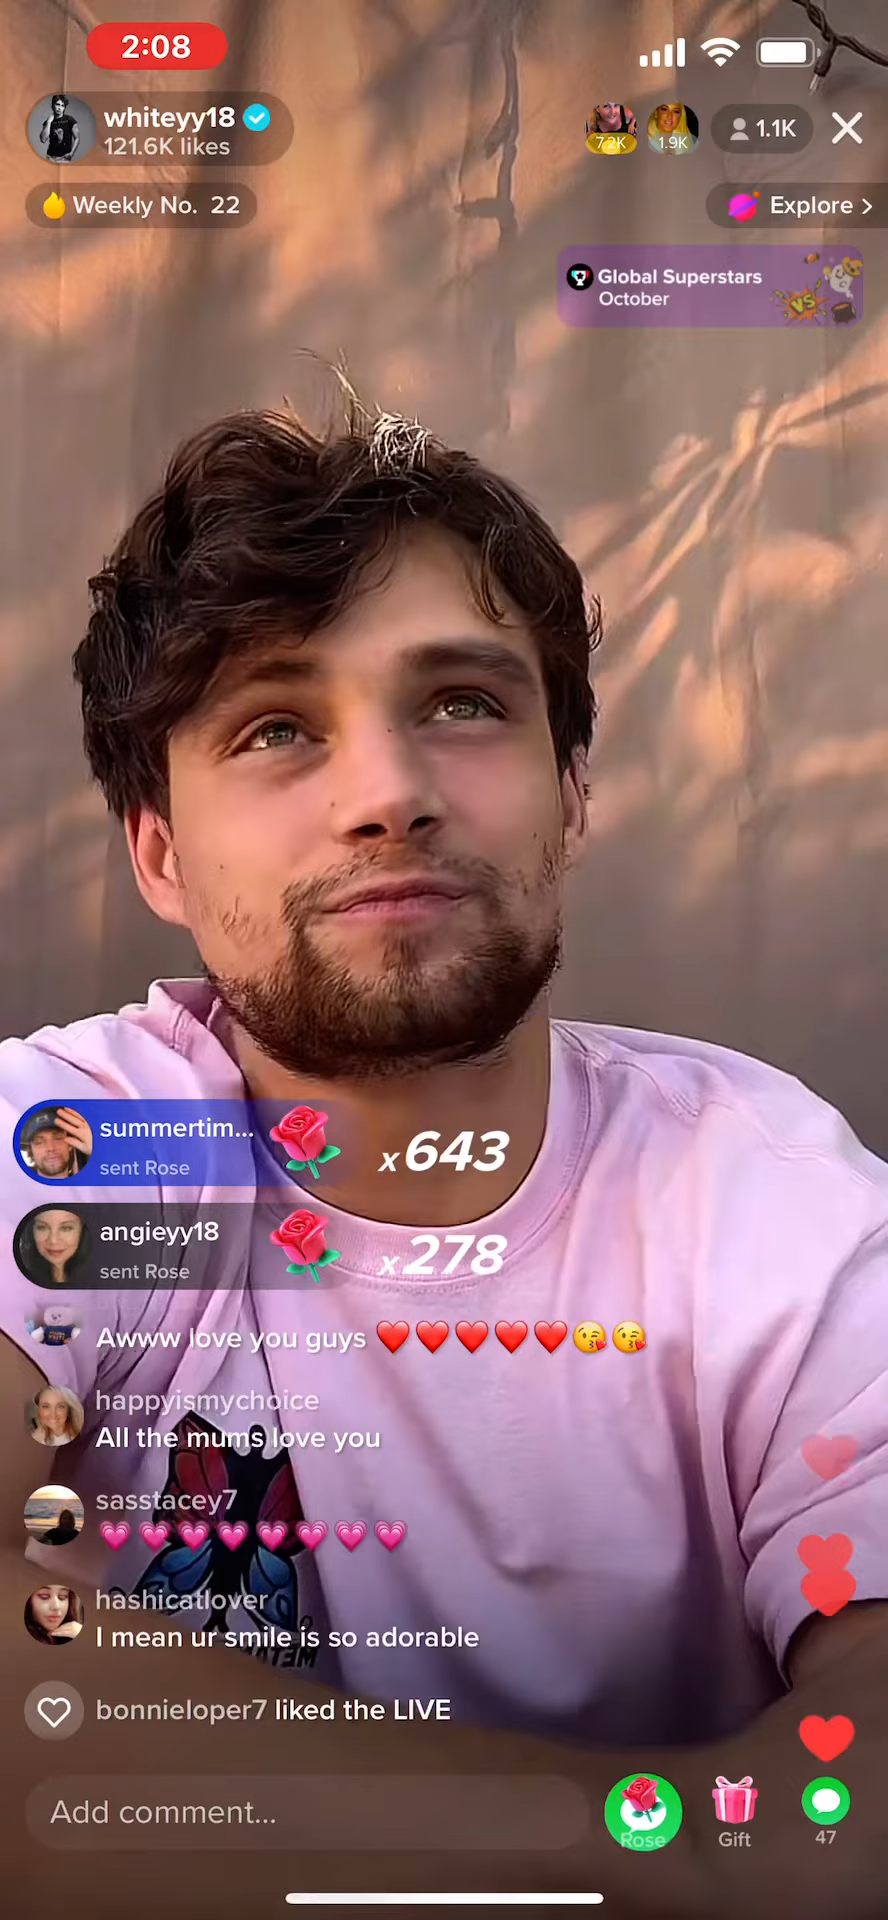 2:08
whiteyy18
121.6K likes
7.2K
1.9K
1.1K
Weekly No. 22
Explore >
Global Superstars
October
VS
summertim...
sent Rose
x643
angieyy18
sent Rose
x278
Awww love you guys ❤️❤️❤️❤️❤️😘😘
happyismychoice
All the mums love you
sasstacey7
💗💗💗💗💗💗💗💗
hashicatlover
I mean ur smile is so adorable
bonnieloper7 liked the LIVE
Add comment...
Rose
Gift
47